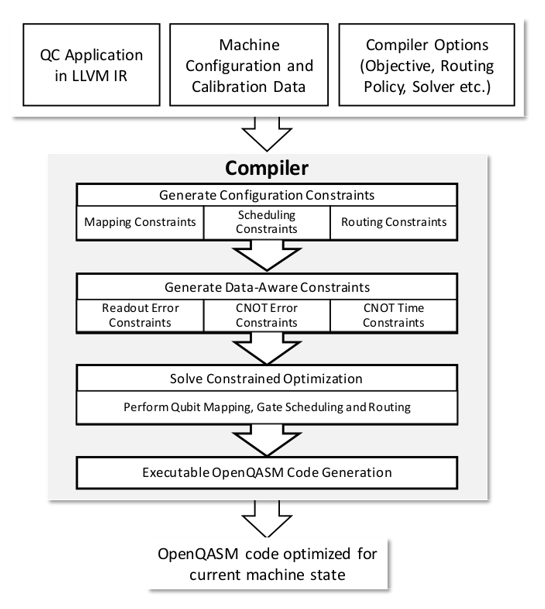 QC Application
in LLVM IR
Machine
Configuration and
Calibration Data
Compiler Options
(Objective, Routing
Policy, Solver etc.)
Compiler
Generate Configuration Constraints
Mapping Constraints
Scheduling
Constraints
Routing Constraints
Generate Data-Aware Constraints
Readout Error
Constraints
CNOT Error
Constraints
CNOT Time
Constraints
Solve Constrained Optimization
Perform Qubit Mapping, Gate Scheduling and Routing
Executable OpenQASM Code Generation
OpenQASM code optimized for
current machine state